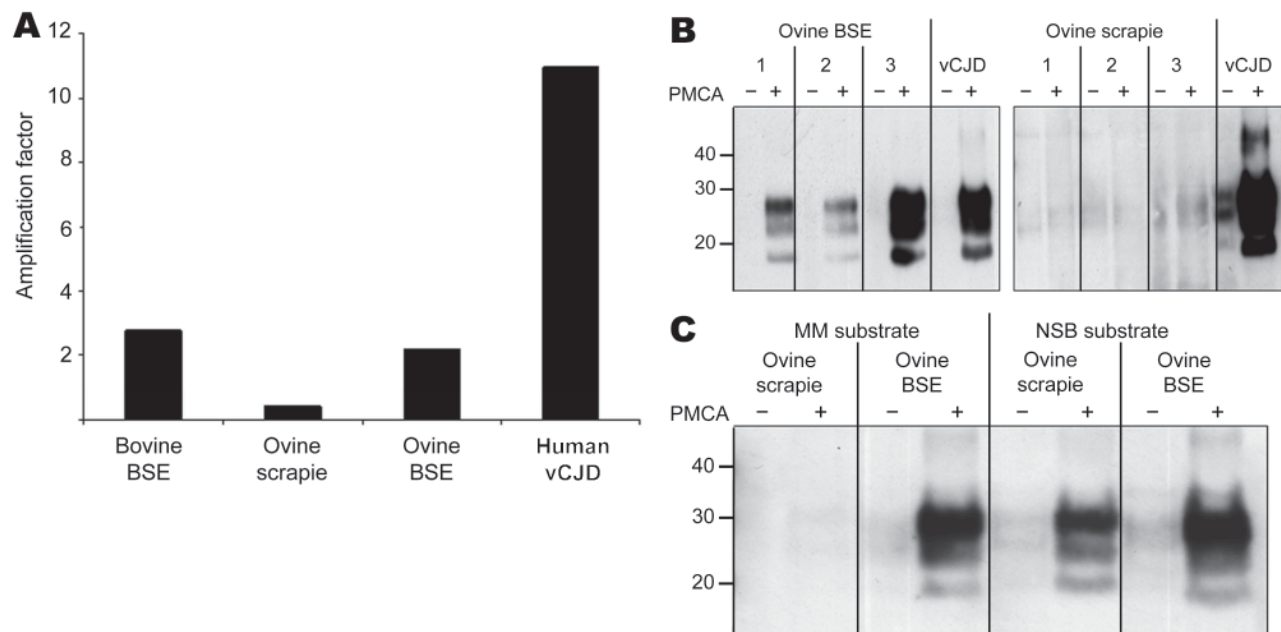 A
Amplification factor
12
10
8
6
4
2
Bovine BSE
Ovine scrapie
Ovine BSE
Human vCJD
B
Ovine BSE
Ovine scrapie
1 2 3 vCJD
1 2 3 vCJD
PMCA – + – + – + – + – + – + – + – +
40
30
20
C
MM substrate
NSB substrate
Ovine scrapie
Ovine BSE
Ovine scrapie
Ovine BSE
PMCA – + – + – + – +
40
30
20